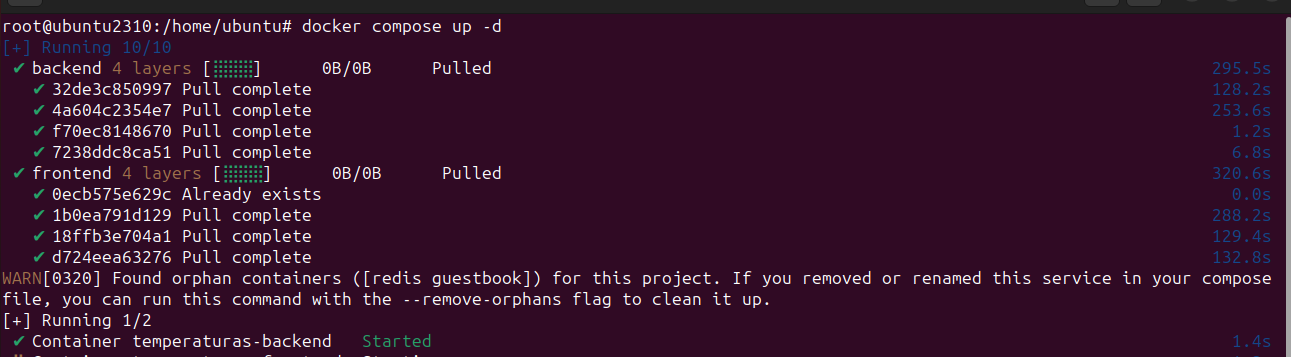 root@ubuntu2310:/home/ubuntu# docker compose up -d
[+] Running 10/10
✔ backend 4 layers [⣿⣿⣿⣿] 0B/0B Pulled 295.5s
✔ 32de3c850997 Pull complete 128.2s
✔ 4a604c2354e7 Pull complete 253.6s
✔ f70ec8148670 Pull complete 1.2s
✔ 7238ddc8ca51 Pull complete 6.8s
✔ frontend 4 layers [⣿⣿⣿⣿] 0B/0B Pulled 320.6s
✔ 0ecb575e629c Already exists 0.0s
✔ 1b0ea791d129 Pull complete 288.2s
✔ 18ffb3e704a1 Pull complete 129.4s
✔ d724eea63276 Pull complete 132.8s
WARN[0320] Found orphan containers ([redis guestbook]) for this project. If you removed or renamed this service in your compose
file, you can run this command with the --remove-orphans flag to clean it up.
[+] Running 1/2
✔ Container temperaturas-backend Started 1.4s